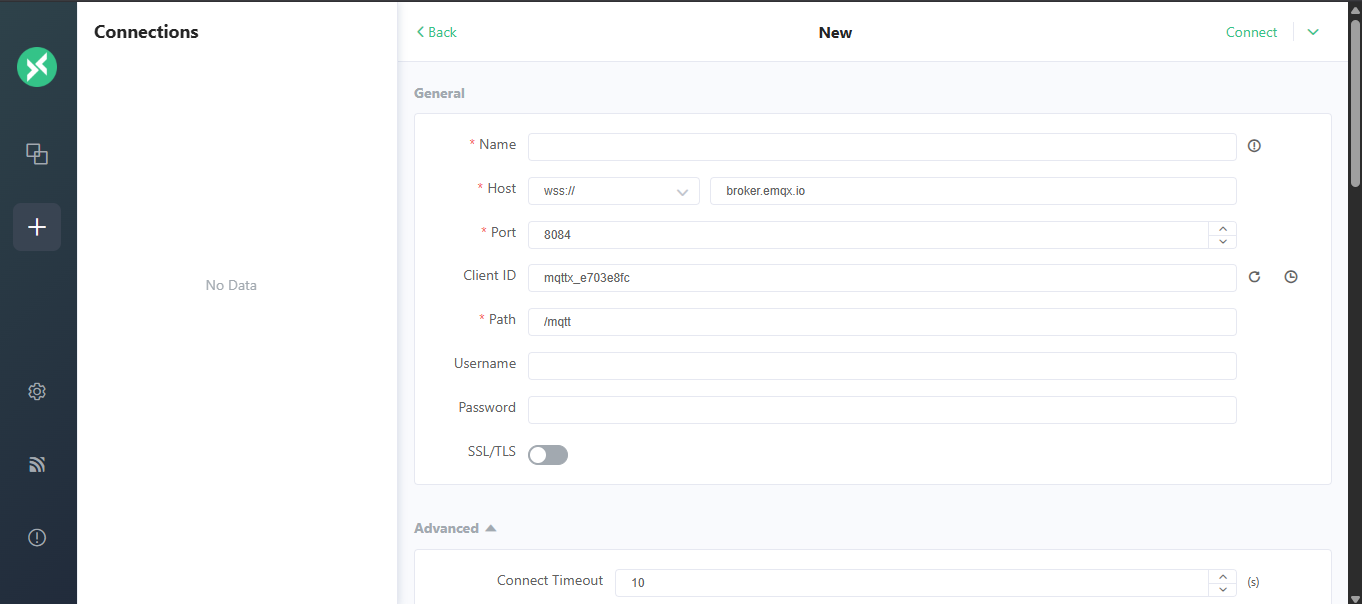 Connections
Back
New
Connect
General
* Name
* Host wss:// broker.emqx.io
* Port 8084
Client ID mqttx_e703e8fc
* Path /mqtt
Username
Password
SSL/TLS
No Data
Advanced
Connect Timeout 10 (s)